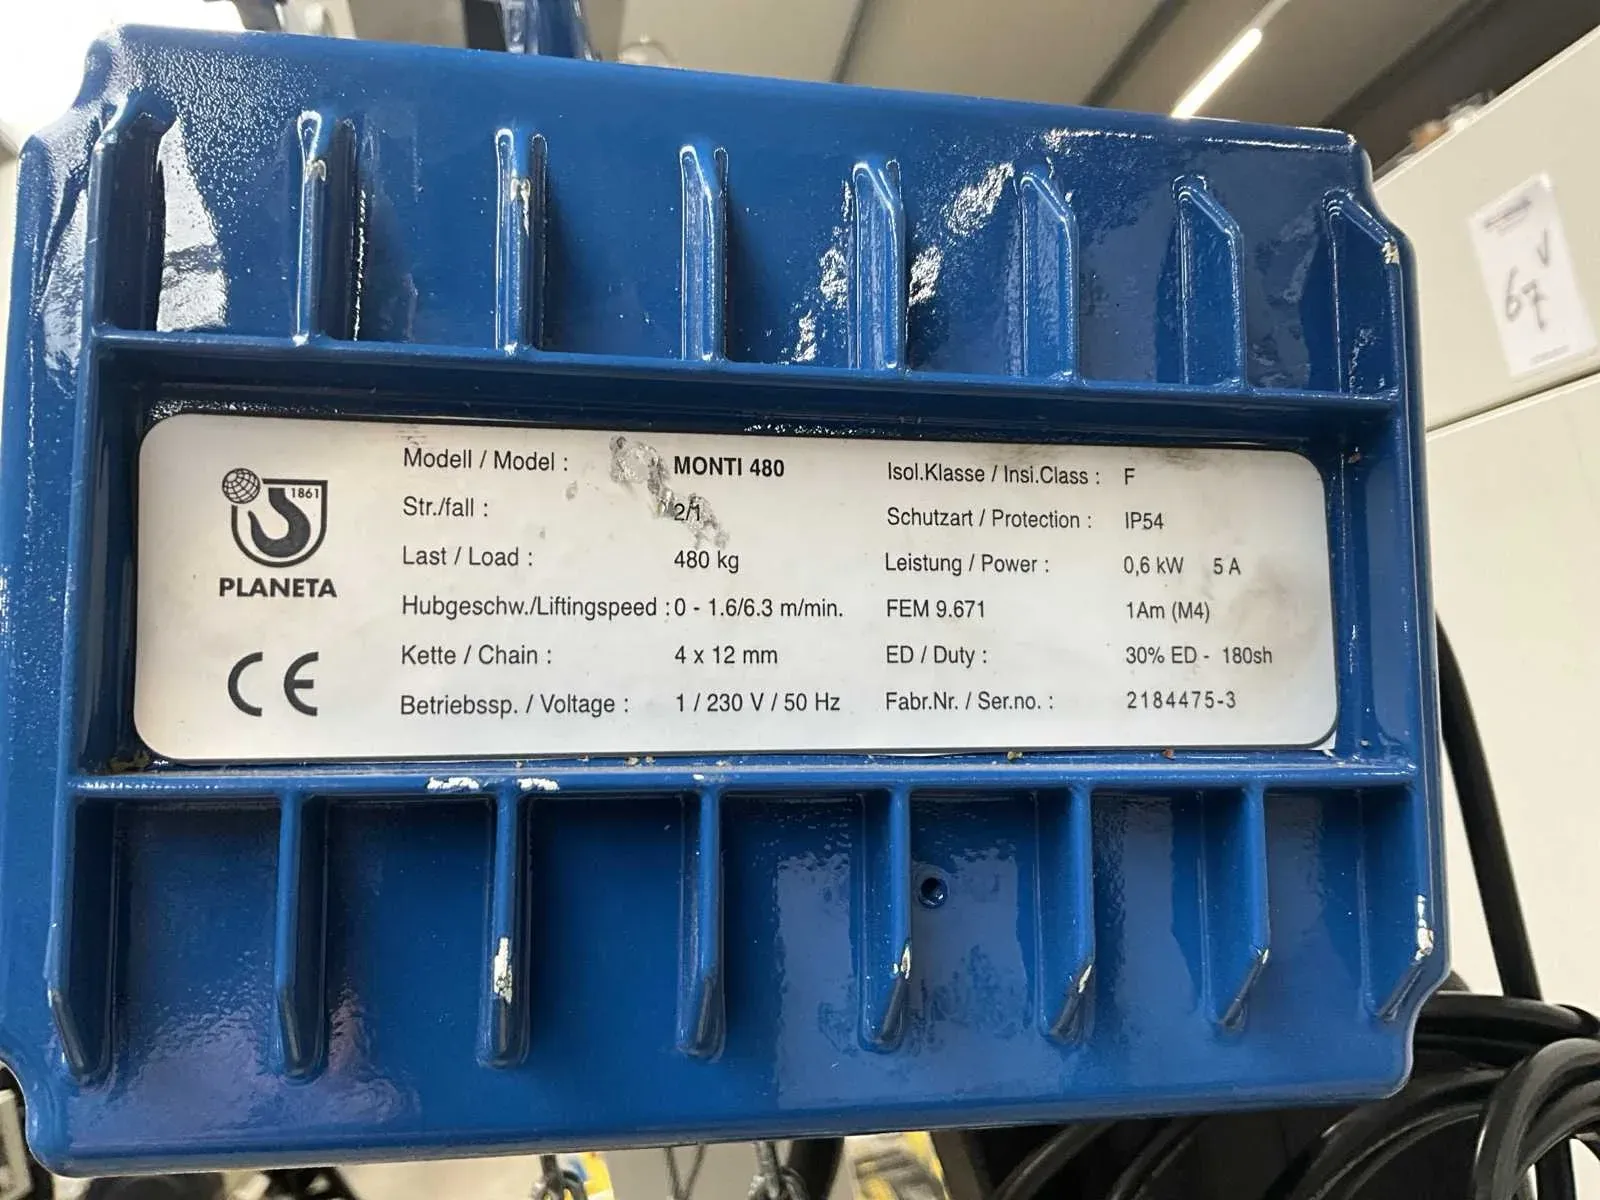 1861
PLANETA
CE
Modell / Model : MONTI 480
Str./fall : 2/1
Last / Load : 480 kg
Hubgeschw./Liftingspeed : 0 - 1.6/6.3 m/min.
Kette / Chain : 4 x 12 mm
Betriebssp. / Voltage : 1 / 230 V / 50 Hz
Isol.Klasse / Insi.Class : F
Schutzart / Protection : IP54
Leistung / Power : 0,6 kW 5 A
FEM 9.671 1Am (M4)
ED / Duty : 30% ED - 180sh
Fabr.Nr. / Ser.no. : 2184475-3
V
67